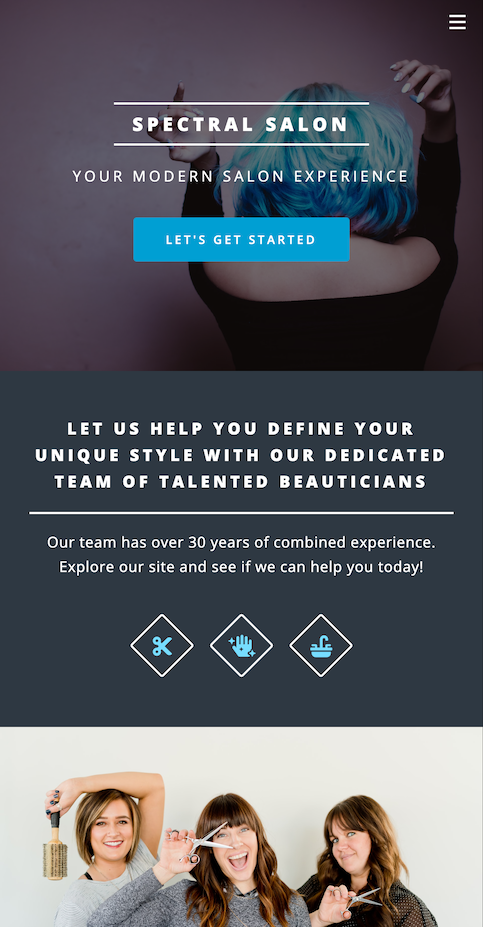 SPECTRAL SALON
YOUR MODERN SALON EXPERIENCE
LET'S GET STARTED
LET US HELP YOU DEFINE YOUR
UNIQUE STYLE WITH OUR DEDICATED
TEAM OF TALENTED BEAUTICIANS
Our team has over 30 years of combined experience.
Explore our site and see if we can help you today!